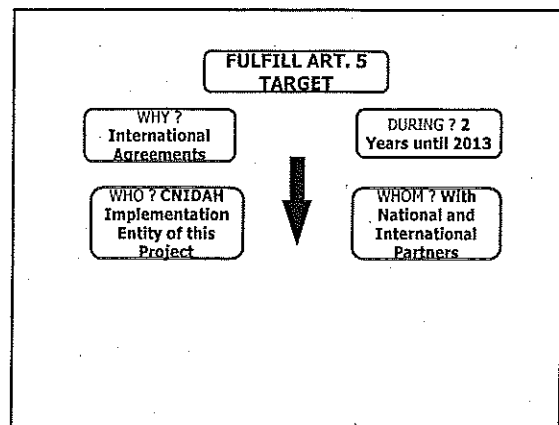 FULFILL ART. 5
TARGET
WHY ?
International
Agreements
DURING ? 2
Years until 2013
WHO ? CNIDAH
Implementation
Entity of this
Project
WHOM ? With
National and
International
Partners